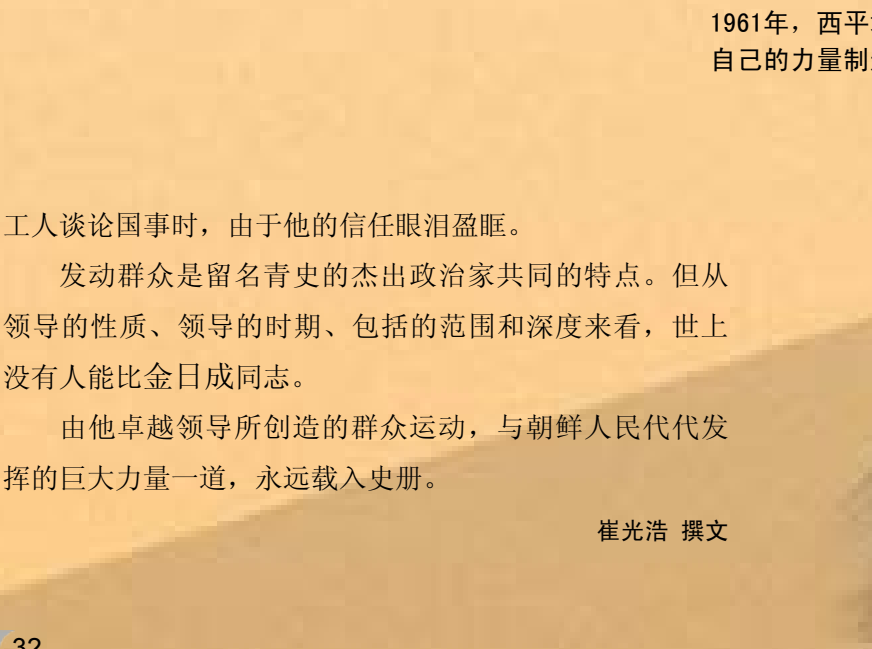 1961年，西平
自己的力量制
工人谈论国事时，由于他的信任眼泪盈眶。
发动群众是留名青史的杰出政治家共同的特点。但从
领导的性质、领导的时期、包括的范围和深度来看，世上
没有人能比金日成同志。
由他卓越领导所创造的群众运动，与朝鲜人民代代发
挥的巨大力量一道，永远载入史册。
崔光浩 撰文
32